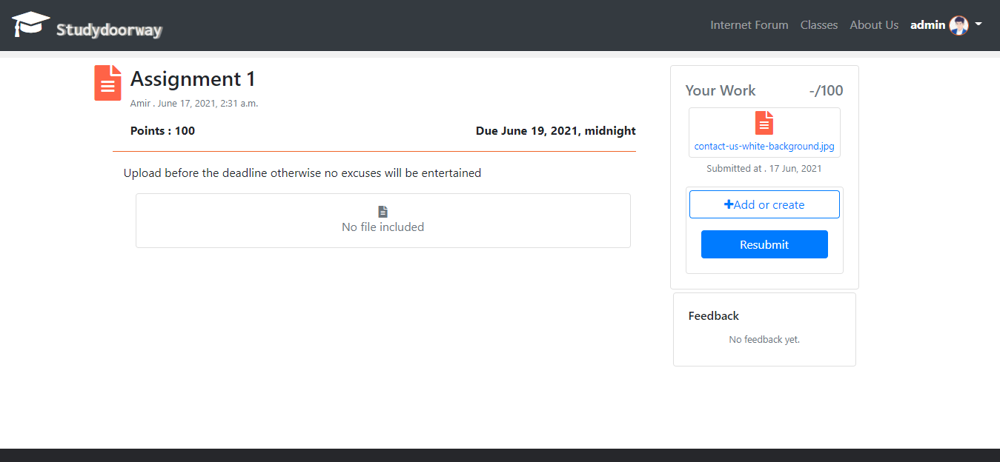 Studydoorway
Internet Forum Classes About Us admin
Assignment 1
Amir . June 17, 2021, 2:31 a.m.
Points : 100 Due June 19, 2021, midnight
Upload before the deadline otherwise no excuses will be entertained
No file included
Your Work -/100
contact-us-white-background.jpg
Submitted at . 17 Jun, 2021
Add or create
Resubmit
Feedback
No feedback yet.